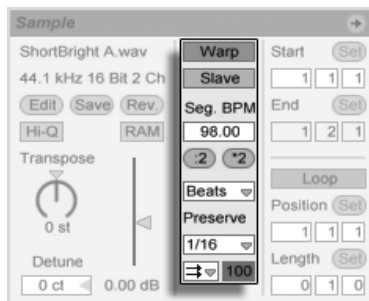 Sample
ShortBright A.wav
44.1 kHz 16 Bit 2 Ch
Edit Save Rev.
Hi-Q RAM
Transpose
0 st
Detune
0 ct 0.00 dB
Warp
Slave
Seg. BPM
98.00
:2 *2
Beats
Preserve
1/16
100
Start Set
1 1 1
End Set
1 2 1
Loop
Position Set
1 1 1
Length Set
0 1 0